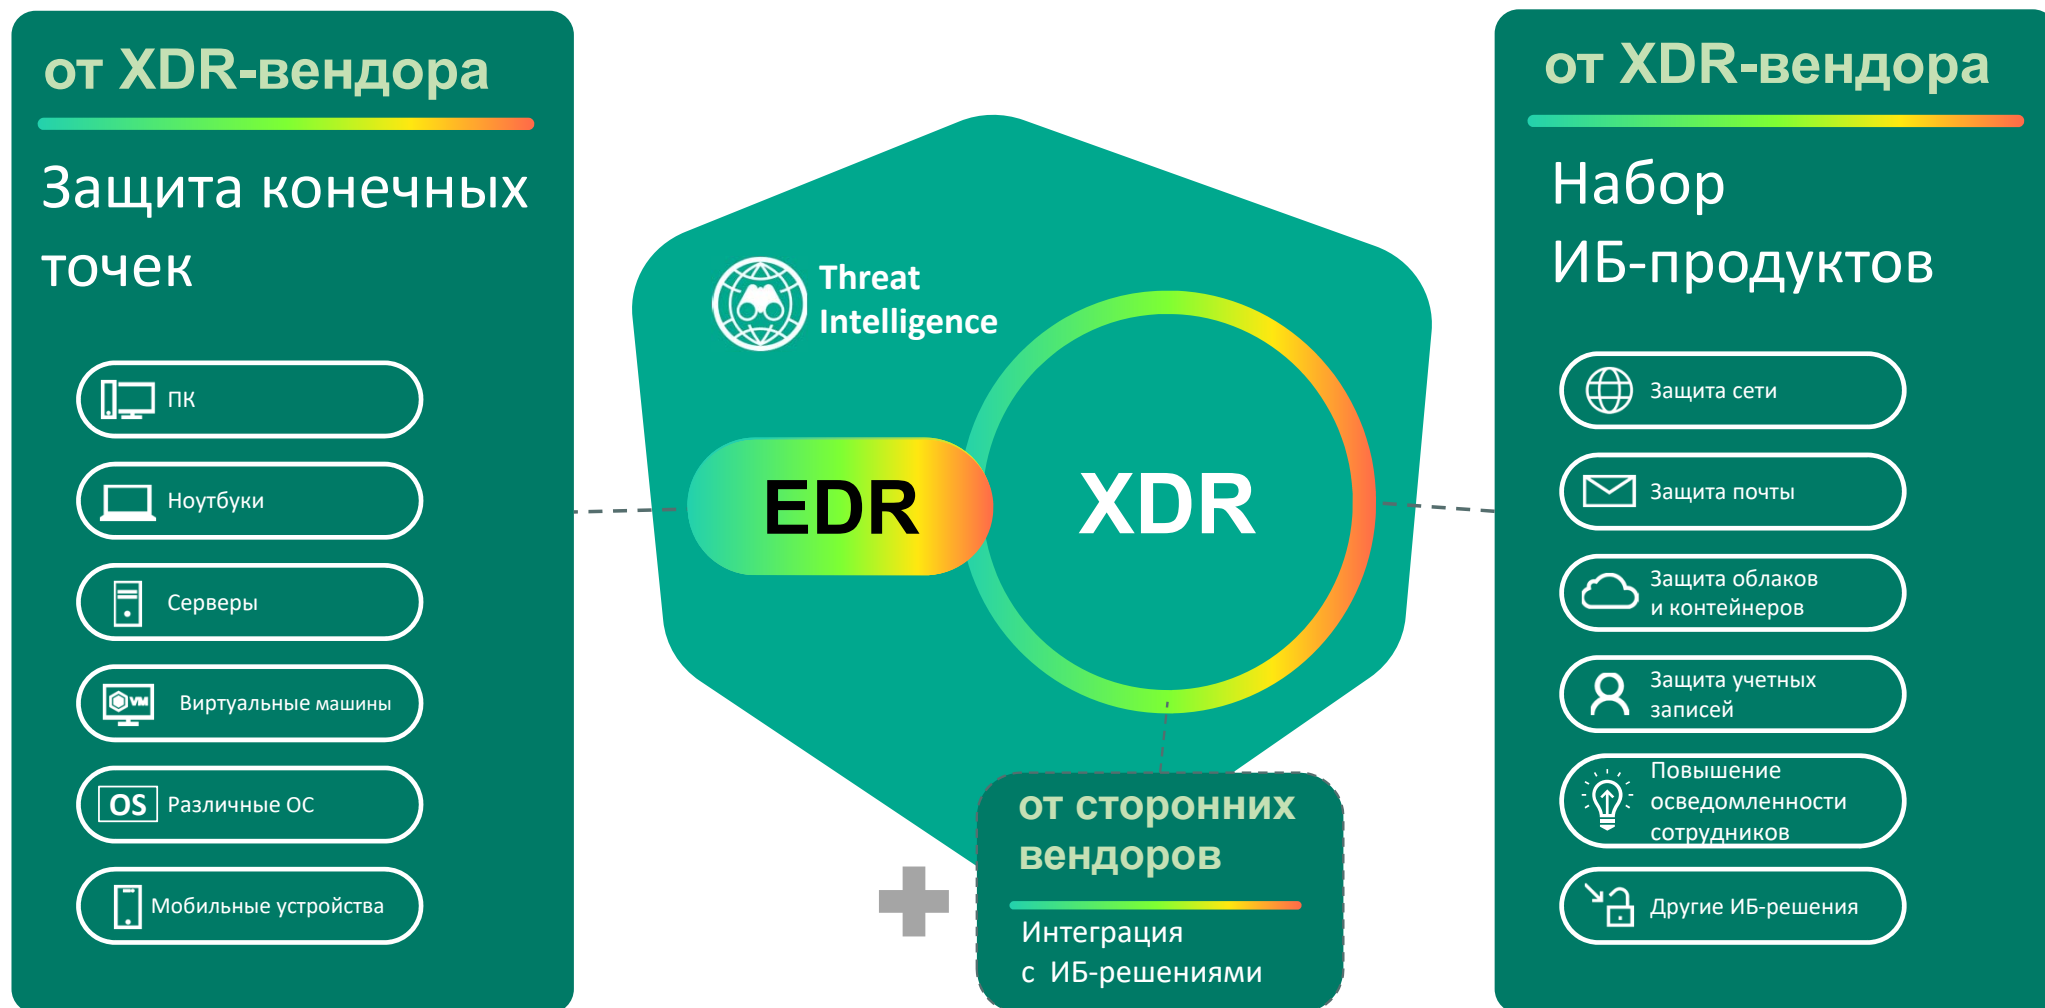 от XDR-вендора
Защита конечных
точек
ПК
Ноутбуки
Серверы
VM
Виртуальные машины
OS
Различные ОС
Мобильные устройства
Threat
Intelligence
EDR
XDR
от сторонних
вендоров
Интеграция
с ИБ-решениями
от XDR-вендора
Набор
ИБ-продуктов
Защита сети
Защита почты
Защита облаков
и контейнеров
Защита учетных
записей
Повышение
осведомленности
сотрудников
Другие ИБ-решения